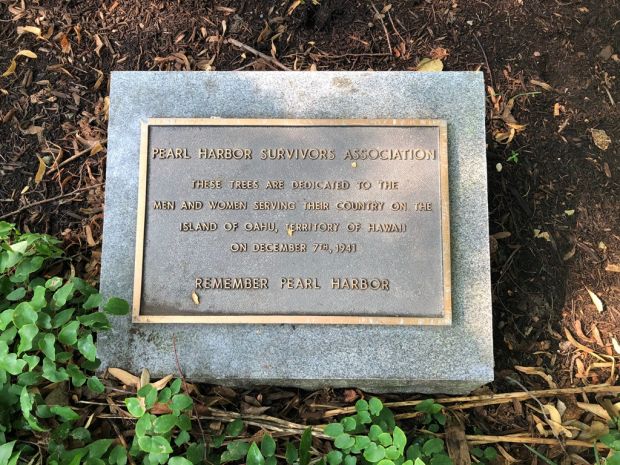 PEARL HARBOR SURVIVORS ASSOCIATION
THESE TREES ARE DEDICATED TO THE
MEN AND WOMEN SERVING THEIR COUNTRY ON THE
ISLAND OF OAHU, TERRITORY OF HAWAII
ON DECEMBER 7TH, 1941
REMEMBER PEARL HARBOR